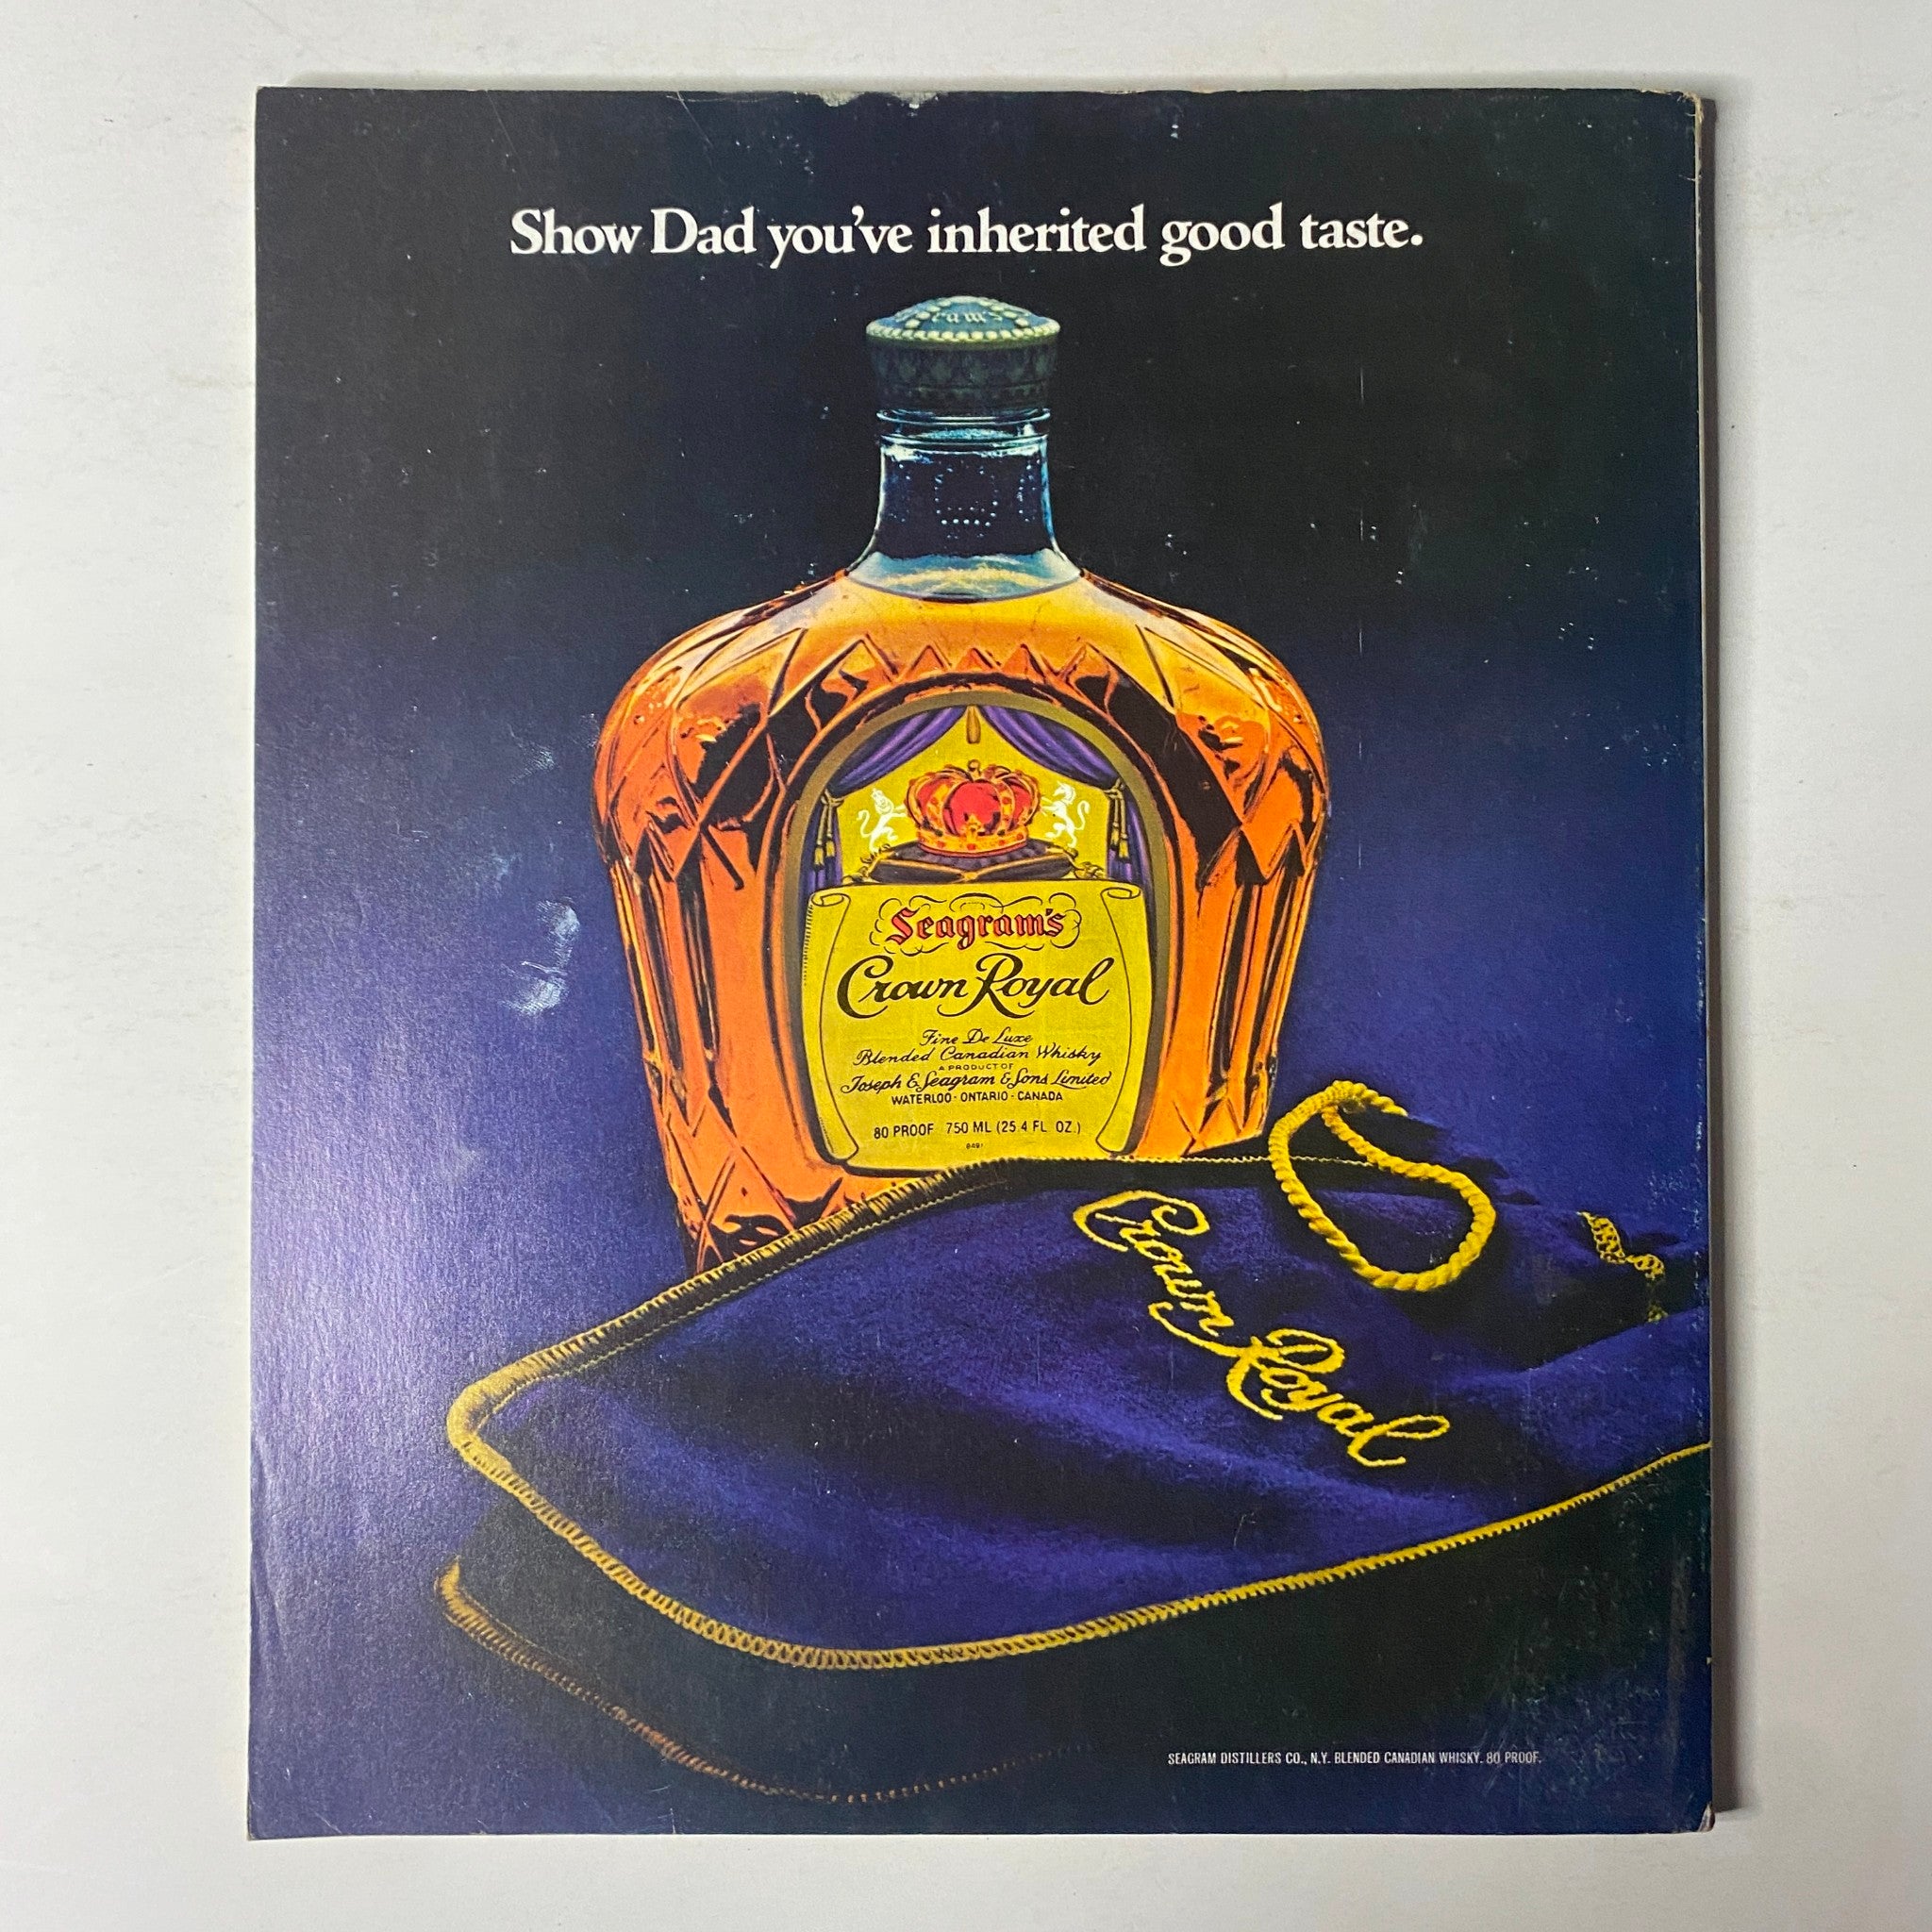 Show Dad you've inherited good taste.
Seagram's
Crown Royal
Fine De Luxe
Blended Canadian Whisky
A PRODUCT OF
Joseph E. Seagram & Sons Limited
WATERLOO - ONTARIO - CANADA
80 PROOF 750 ML (25.4 FL. OZ.)
Crown Royal
SEAGRAM DISTILLERS CO., N.Y. BLENDED CANADIAN WHISKY. 80 PROOF.